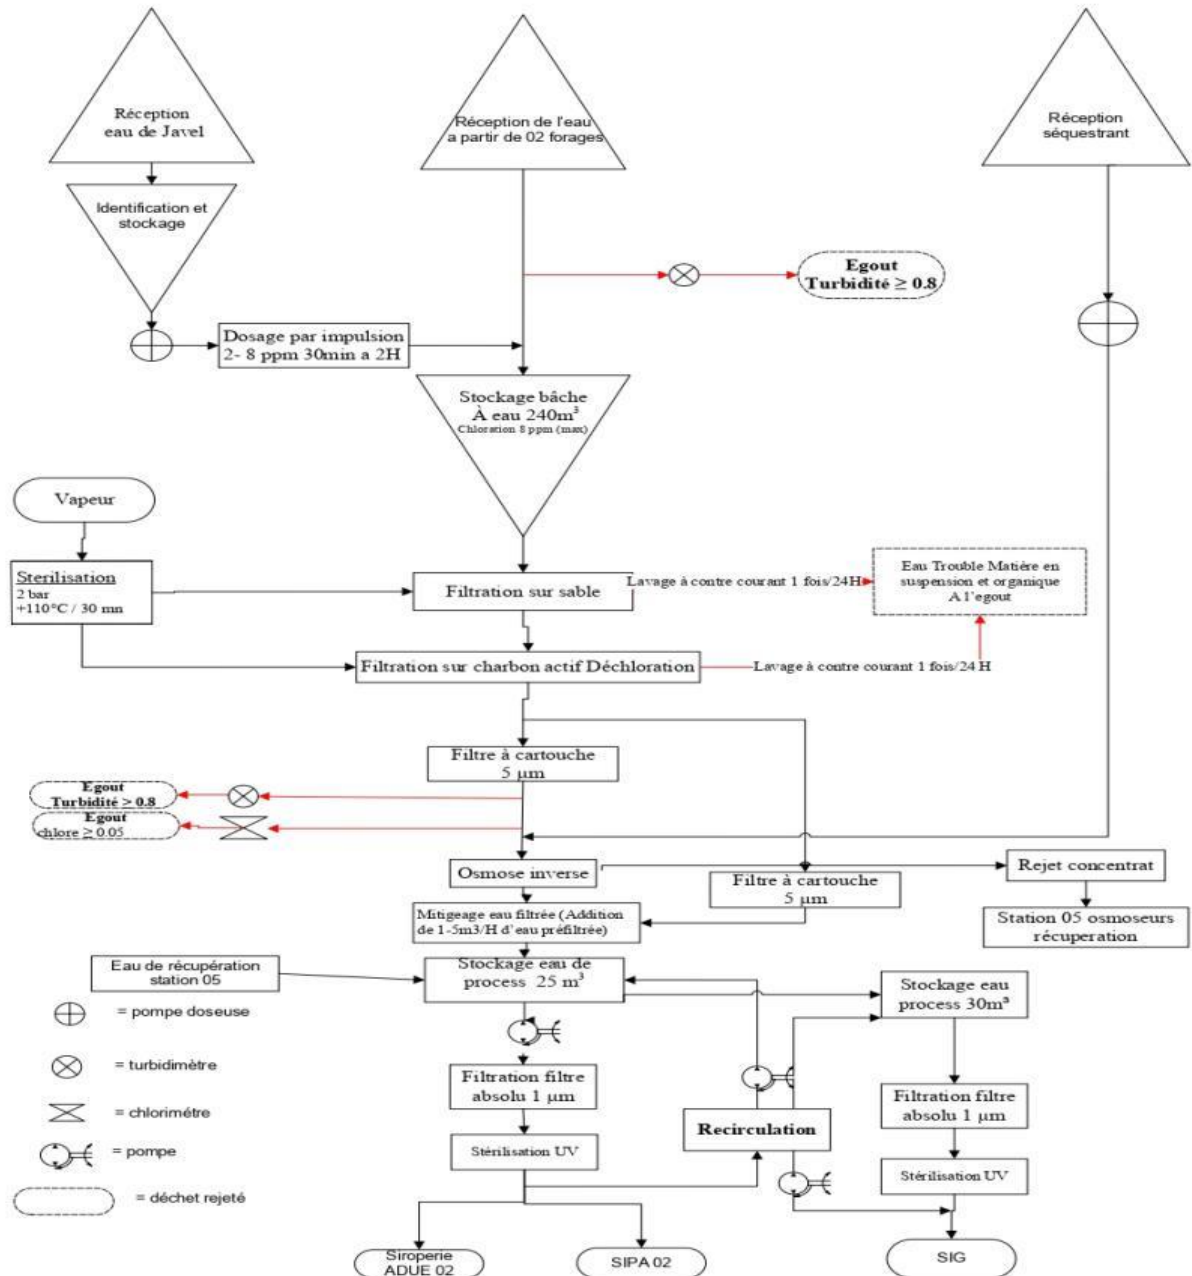 Réception
eau de Javel
Réception de l'eau
a partir de 02 forages
Réception
séquestrant
Identification et
stockage
Egout
Turbidité ≥ 0.8
Dosage par impulsion
2- 8 ppm 30min a 2H
Stockage bâche
À eau 240m³
Chloration 8 ppm (max)
Vapeur
Sterilisation
2 bar
+110°C / 30 mn
Filtration sur sable
Lavage à contre courant 1 fois/24H
Eau Trouble Matière en
suspension et organique
A l'egout
Filtration sur charbon actif Déchloration
Lavage à contre courant 1 fois/24 H
Filtre à cartouche
5 µm
Egout
Turbidité ≥ 0.8
Egout
chlore ≥ 0.05
Osmose inverse
Filtre à cartouche
5 µm
Rejet concentrat
Mitigeage eau filtrée (Addition
de 1-5m3/H d'eau préfiltrée)
Station 05 osmoseurs
récuperation
Eau de récupération
station 05
Stockage eau de
process 25 m³
Stockage eau
process 30m³
= pompe doseuse
= turbidimètre
= chlorimétre
= pompe
= déchet rejeté
Filtration filtre
absolu 1 µm
Filtration filtre
absolu 1 µm
Recirculation
Stérilisation UV
Stérilisation UV
Siroperie
ADUE 02
SIPA 02
SIG